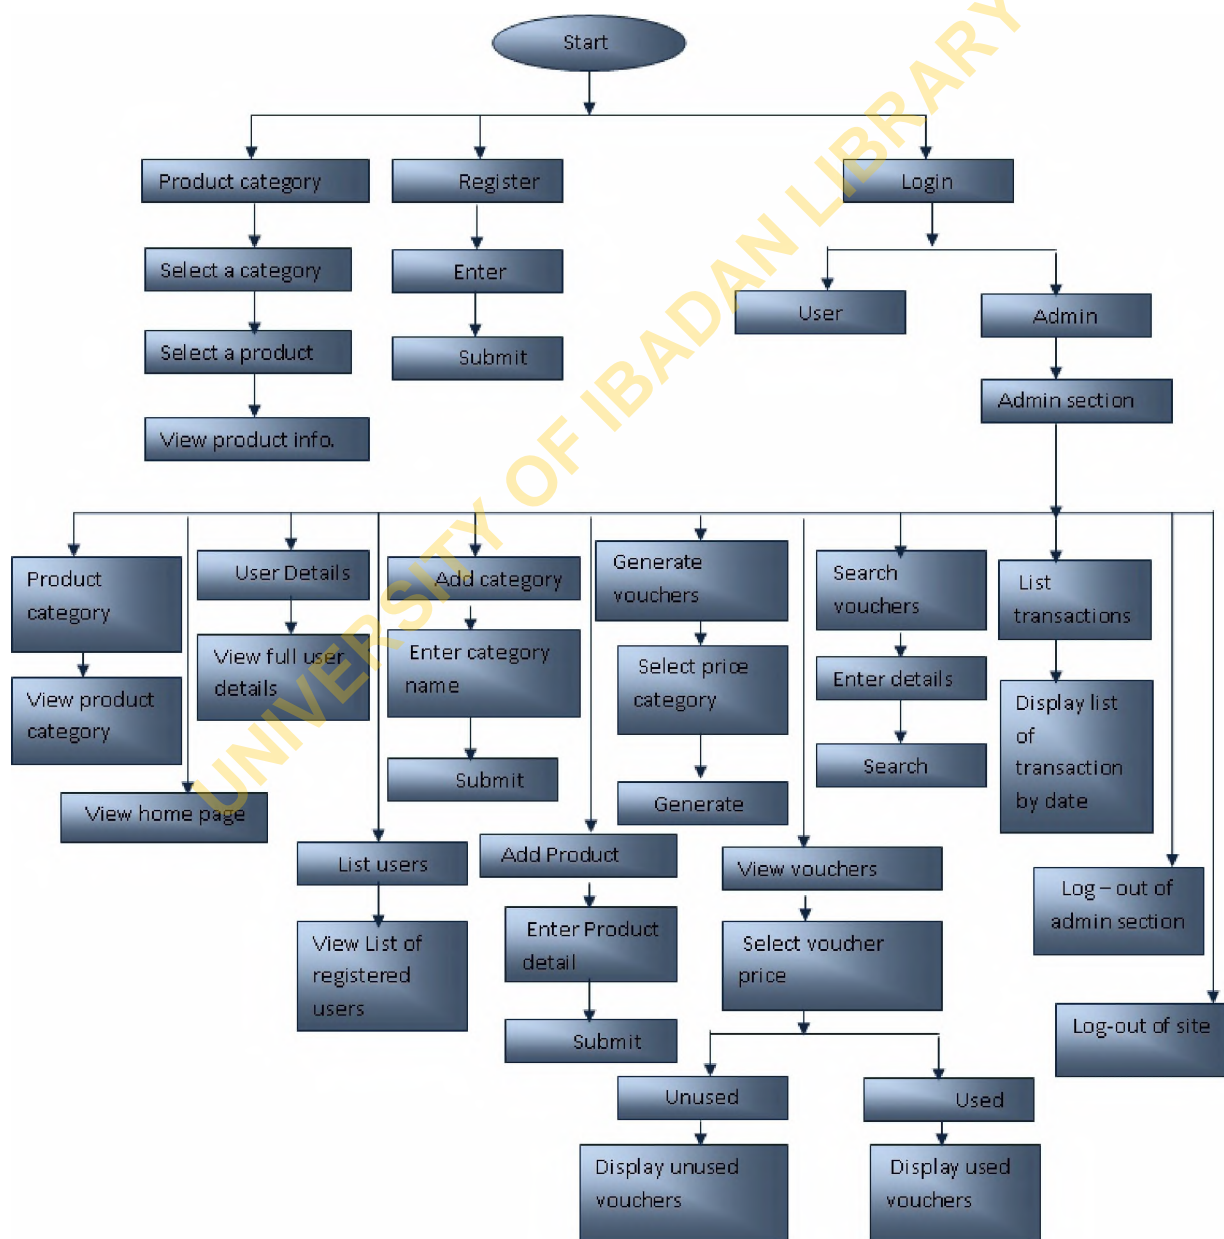 Start
Product category
Register
Login
Select a category
Enter
User
Admin
Select a product
Submit
Admin section
View product info.
Product
category
User Details
Add category
Generate
vouchers
Search
vouchers
List
transactions
View product
category
View full user
details
Enter category
name
Select price
category
Enter details
Display list
of
transaction
by date
View home page
Submit
Generate
Search
List users
Add Product
View vouchers
Log – out of
admin section
View List of
registered
users
Enter Product
detail
Select voucher
price
Submit
Log-out of site
Unused
Used
Display unused
vouchers
Display used
vouchers
UNIVERSITY OF IBADAN LIBRARY